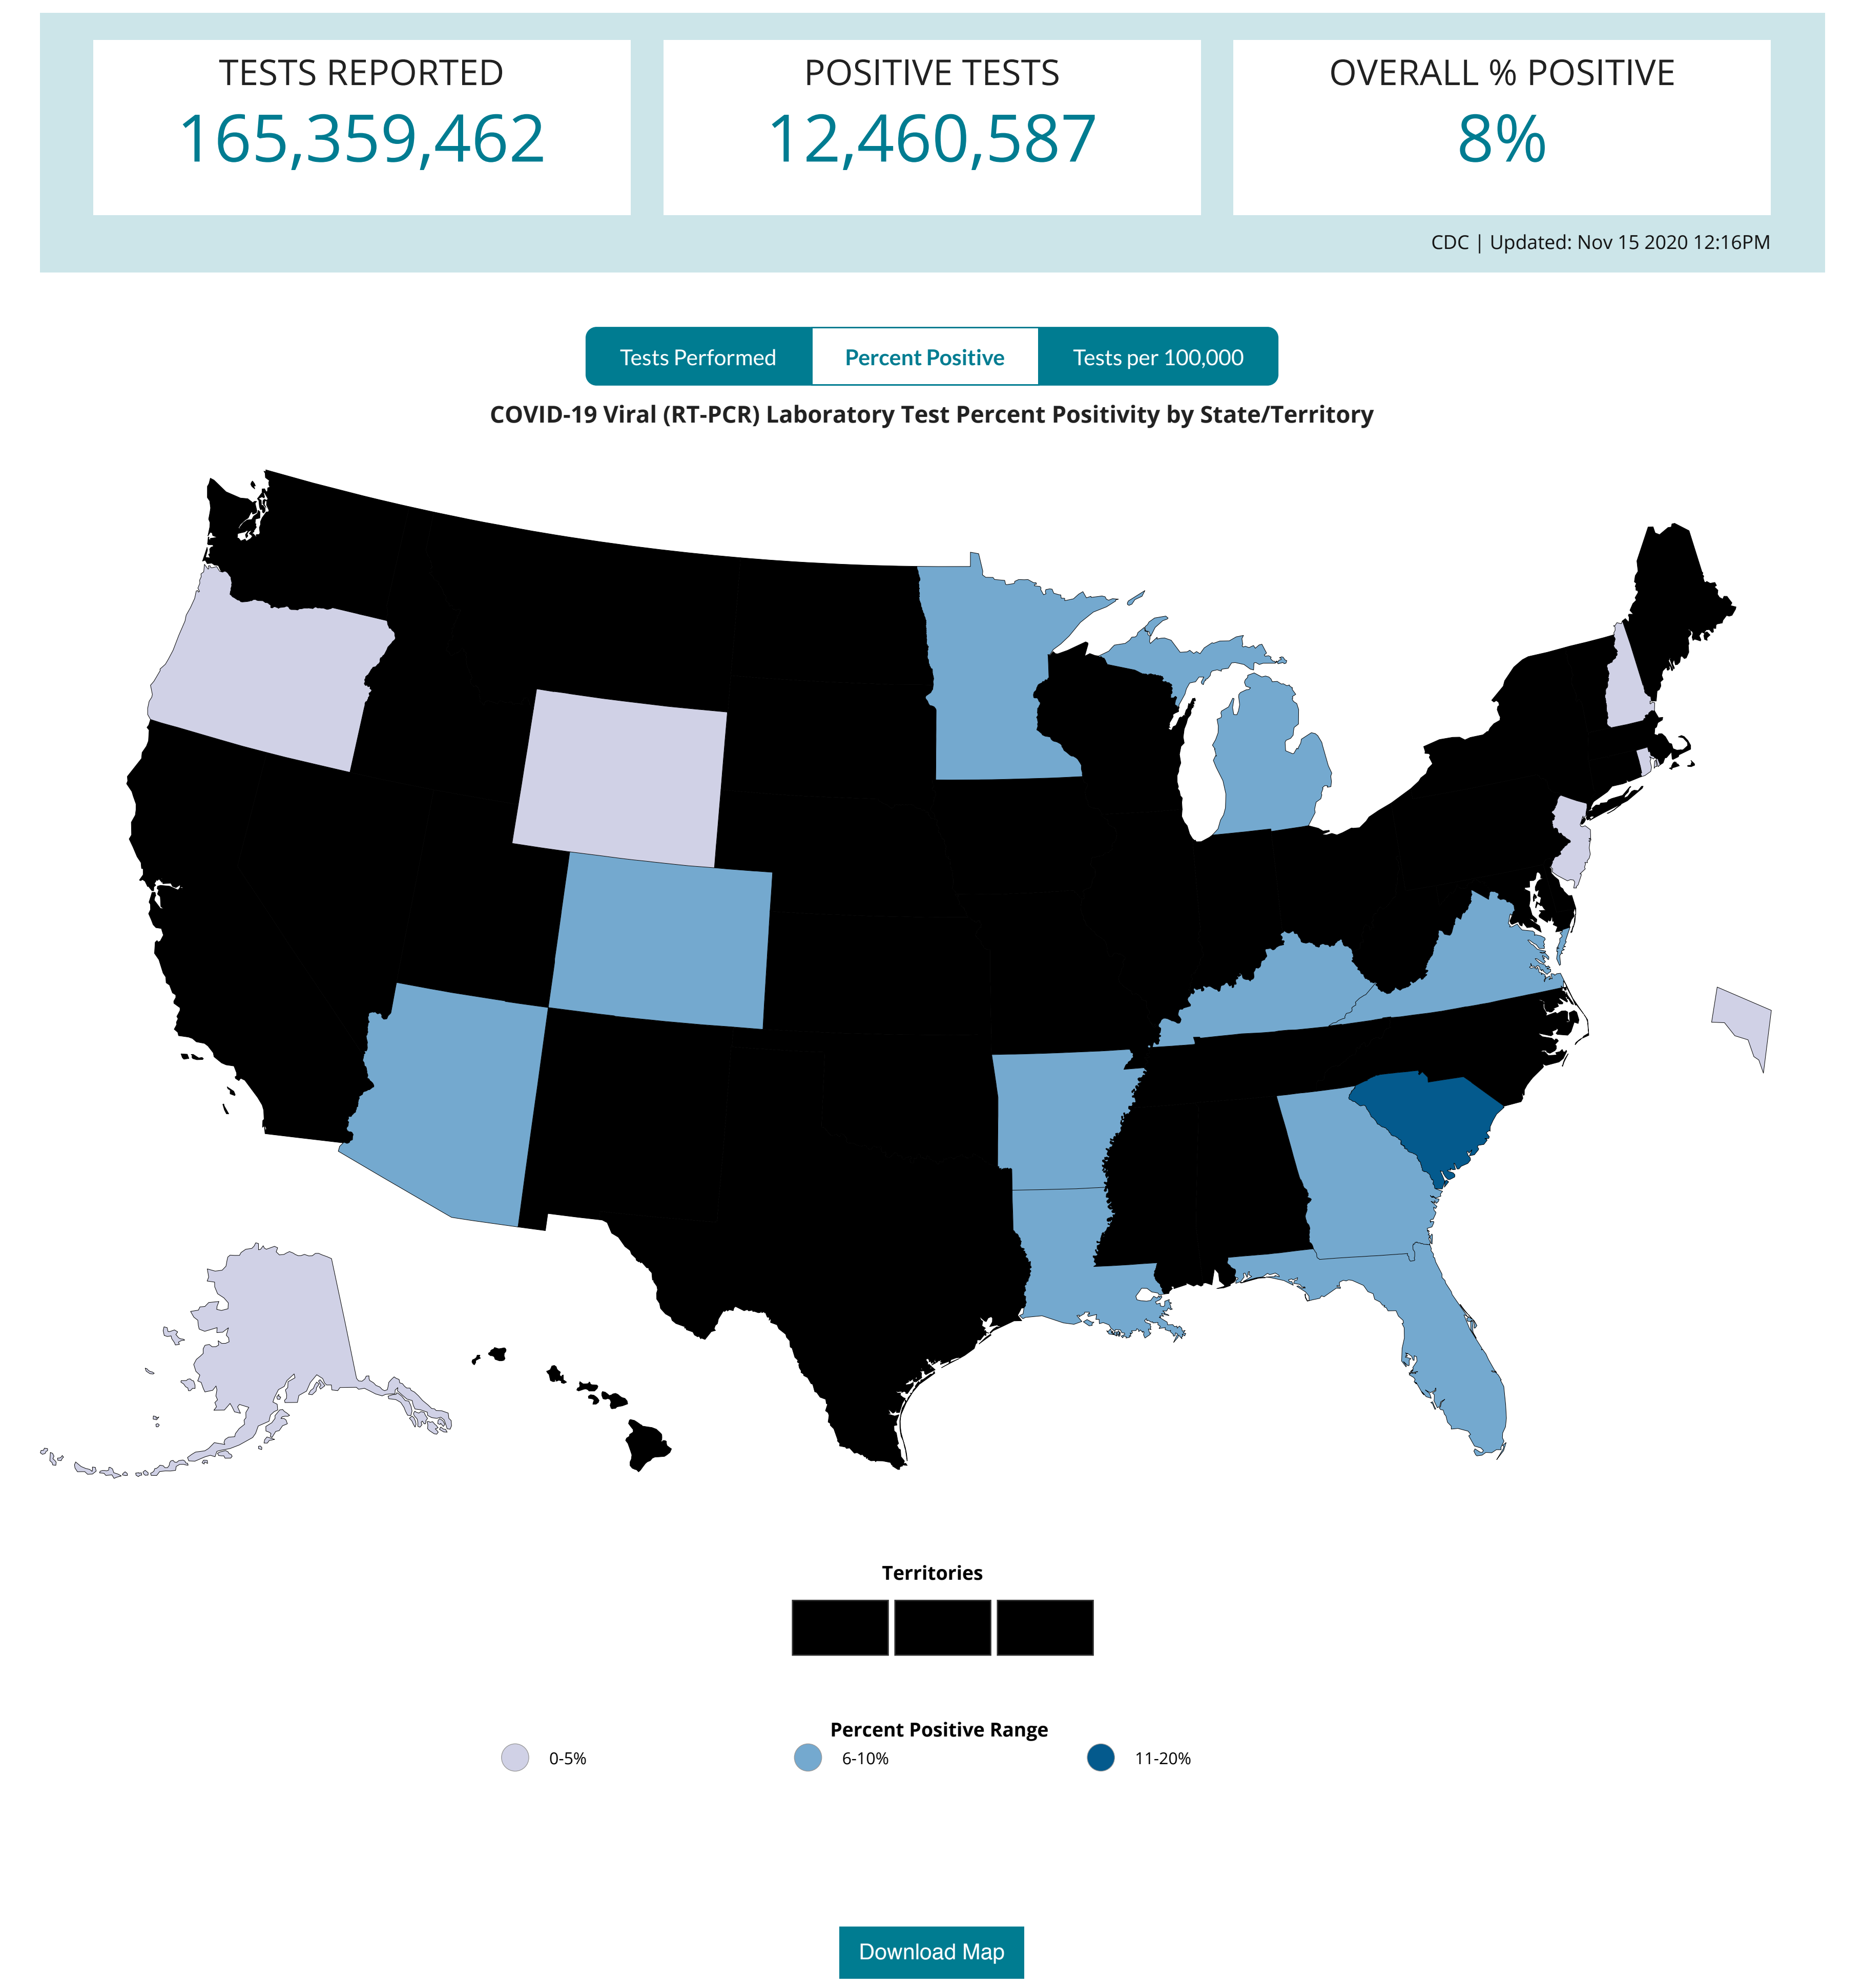 TESTS REPORTED
165,359,462
POSITIVE TESTS
12,460,587
OVERALL % POSITIVE
8%
CDC | Updated: Nov 15 2020 12:16PM
Tests Performed
Percent Positive
Tests per 100,000
COVID-19 Viral (RT-PCR) Laboratory Test Percent Positivity by State/Territory
Territories
Percent Positive Range
0-5%
6-10%
11-20%
Download Map